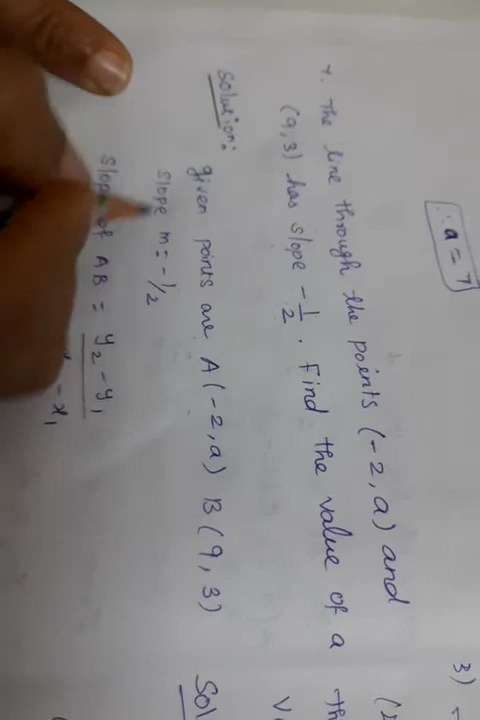 ∴ a = 7
7. The line through the points (-2, a) and
(9, 3) has slope -1/2. Find the value of a
Solution:
given points are A(-2, a) B(9, 3)
slope m = -1/2
Slope of AB = y2 - y1
- x1
3)
Sol